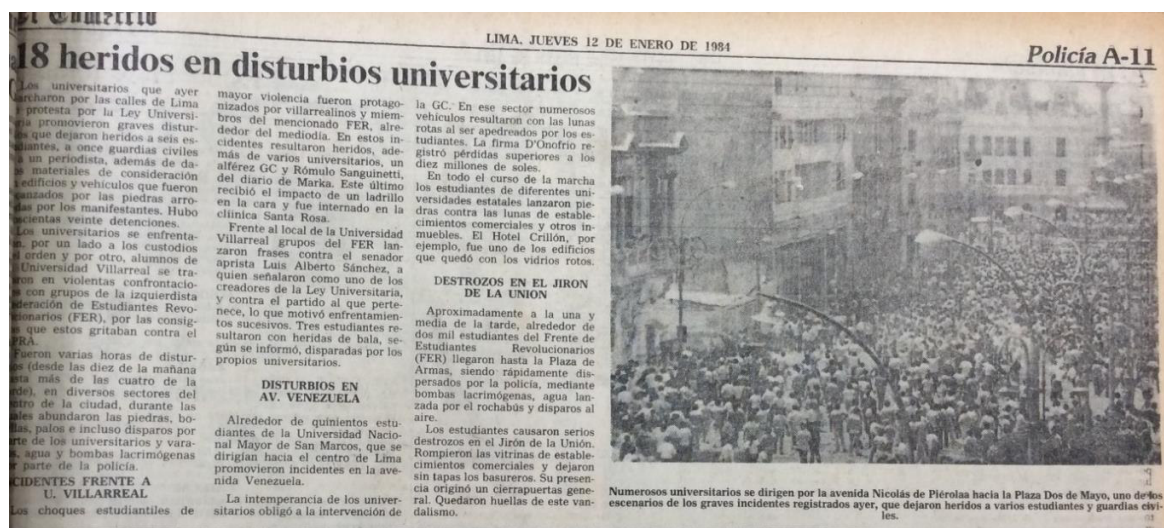 El Comercio
LIMA, JUEVES 12 DE ENERO DE 1984
Policía A-11
18 heridos en disturbios universitarios
Los universitarios que ayer
marcharon por las calles de Lima
protesta por la Ley Universi-
promovieron graves distur-
que dejaron heridos a seis es-
diantes, a once guardias civiles
a un periodista, además de da-
materiales de consideración
edificios y vehículos que fueron
anzados por las piedras arro-
das por los manifestantes. Hubo
scientas veinte detenciones.
Los universitarios se enfrenta-
por un lado a los custodios
orden y por otro, alumnos de
Universidad Villarreal se tra-
ron en violentas confrontacio-
con grupos de la izquierdista
deración de Estudiantes Revo-
cionarios (FER), por las consig-
que estos gritaban contra el
PRA.
Fueron varias horas de distur-
(desde las diez de la mañana
sta más de las cuatro de la
de), en diversos sectores del
tro de la ciudad, durante las
ales abundaron las piedras, bo-
llas, palos e incluso disparos por
rte de los universitarios y vara-
agua y bombas lacrimógenas
parte de la policía.
CIDENTES FRENTE A
U. VILLARREAL
Los choques estudiantiles de
mayor violencia fueron protago-
nizados por villarrealinos y miem-
bros del mencionado FER, alre-
dedor del mediodía. En estos in-
cidentes resultaron heridos, ade-
más de varios universitarios, un
alférez GC y Rómulo Sanguinetti,
del diario de Marka. Este último
recibió el impacto de un ladrillo
en la cara y fue internado en la
clíinica Santa Rosa.
Frente al local de la Universidad
Villarreal grupos del FER lan-
zaron frases contra el senador
aprista Luis Alberto Sánchez, a
quien señalaron como uno de los
creadores de la Ley Universitaria,
y contra el partido al que perte-
nece, lo que motivó enfrentamien-
tos sucesivos. Tres estudiantes re-
sultaron con heridas de bala, se-
gún se informó, disparadas por los
propios universitarios.
DISTURBIOS EN
AV. VENEZUELA
Alrededor de quinientos estu-
diantes de la Universidad Nacio-
nal Mayor de San Marcos, que se
dirigían hacia el centro de Lima
promovieron incidentes en la ave-
nida Venezuela.
La intemperancia de los univer-
sitarios obligó a la intervención de
la GC. En ese sector numerosos
vehículos resultaron con las lunas
rotas al ser apedreados por los es-
tudiantes. La firma D'Onofrio re-
gistró pérdidas superiores a los
diez millones de soles.
En todo el curso de la marcha
los estudiantes de diferentes uni-
versidades estatales lanzaron pie-
dras contra las lunas de estable-
cimientos comerciales y otros in-
muebles. El Hotel Crillón, por
ejemplo, fue uno de los edificios
que quedó con los vidrios rotos.
DESTROZOS EN EL JIRON
DE LA UNION
Aproximadamente a la una y
media de la tarde, alrededor de
dos mil estudiantes del Frente de
Estudiantes Revolucionarios
(FER) llegaron hasta la Plaza de
Armas, siendo rápidamente dis-
persados por la policía, mediante
bombas lacrimógenas, agua lan-
zada por el rochabús y disparos al
aire.
Los estudiantes causaron serios
destrozos en el Jirón de la Unión.
Rompieron las vitrinas de estable-
cimientos comerciales y dejaron
sin tapas los basureros. Su presen-
cia originó un cierrapuertas gene-
ral. Quedaron huellas de este van-
dalismo.
Numerosos universitarios se dirigen por la avenida Nicolás de Piérolaa hacia la Plaza Dos de Mayo, uno de los
escenarios de los graves incidentes registrados ayer, que dejaron heridos a varios estudiantes y guardias civi-
les.